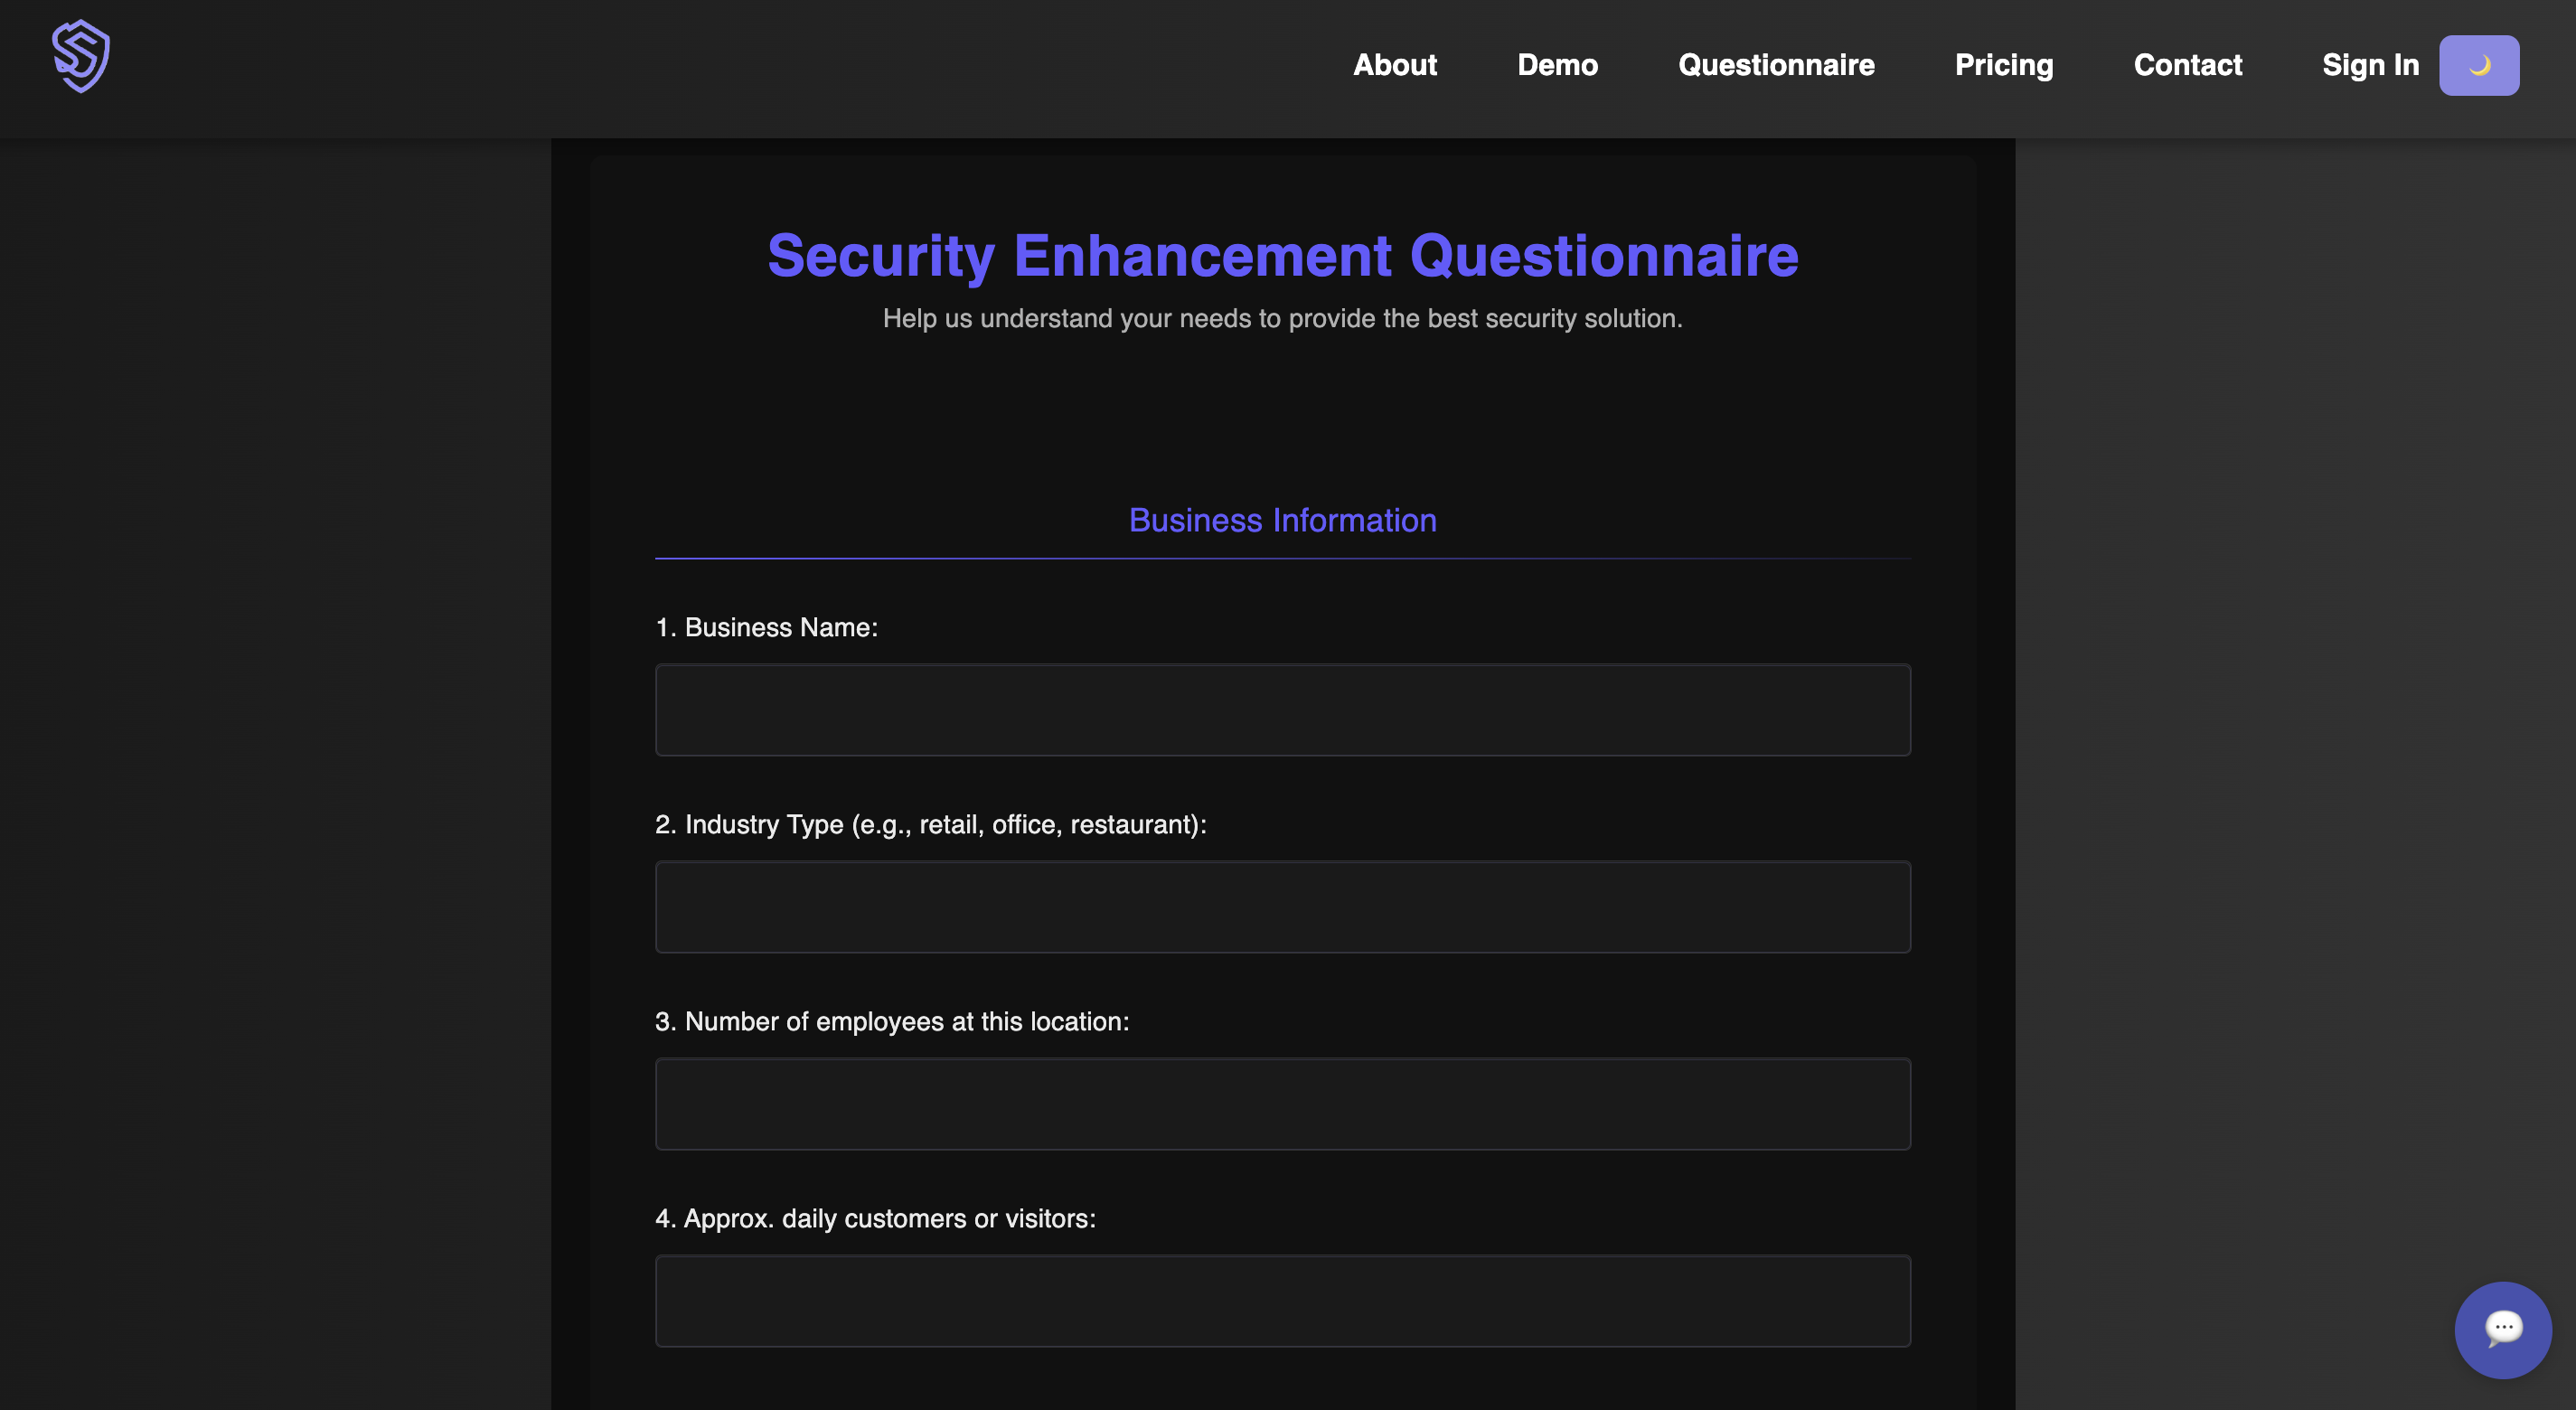 About Demo Questionnaire Pricing Contact Sign In
Security Enhancement Questionnaire
Help us understand your needs to provide the best security solution.
Business Information
1. Business Name:
2. Industry Type (e.g., retail, office, restaurant):
3. Number of employees at this location:
4. Approx. daily customers or visitors: